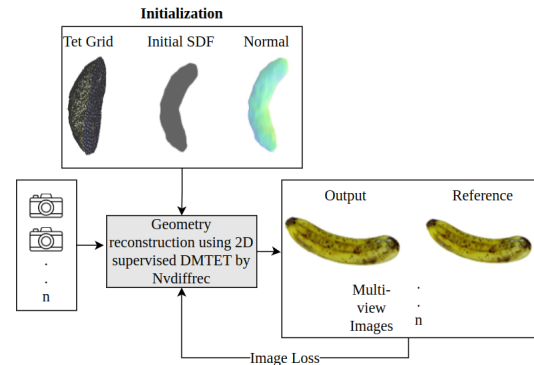 Initialization
Tet Grid
Initial SDF
Normal
Geometry
reconstruction using 2D
supervised DMTET by
Nvdiffrec
.
.
n
Output
Reference
Multi-
view
Images
.
.
n
Image Loss